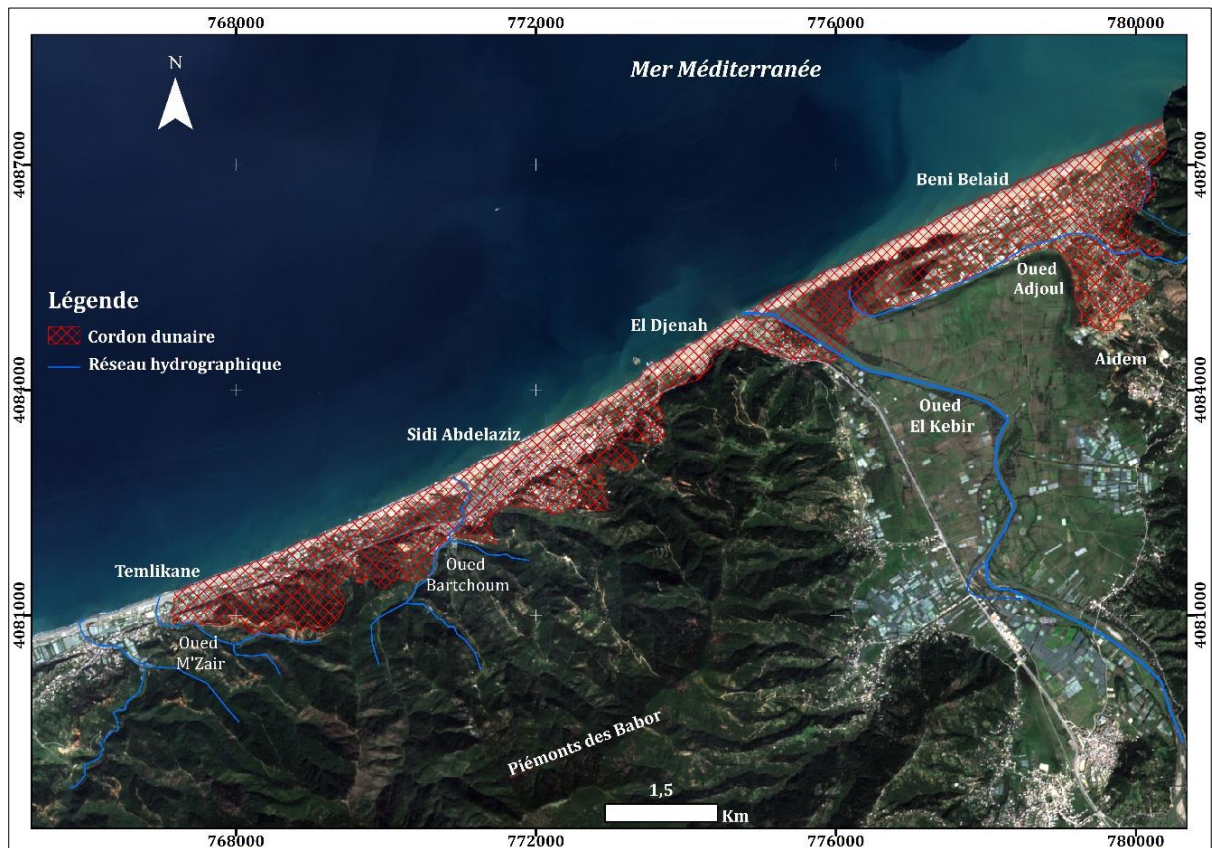 768000
772000
776000
780000
Mer Méditerranée
N
4087000
4087000
Beni Belaid
Légende
Cordon dunaire
Réseau hydrographique
Oued
Adjoul
El Djenah
Aidem
4084000
4084000
Oued
El Kebir
Sidi Abdelaziz
Temlikane
Oued
Bartchoum
4081000
4081000
Oued
M'Zair
Piémonts des Babor
1,5
Km
768000
772000
776000
780000